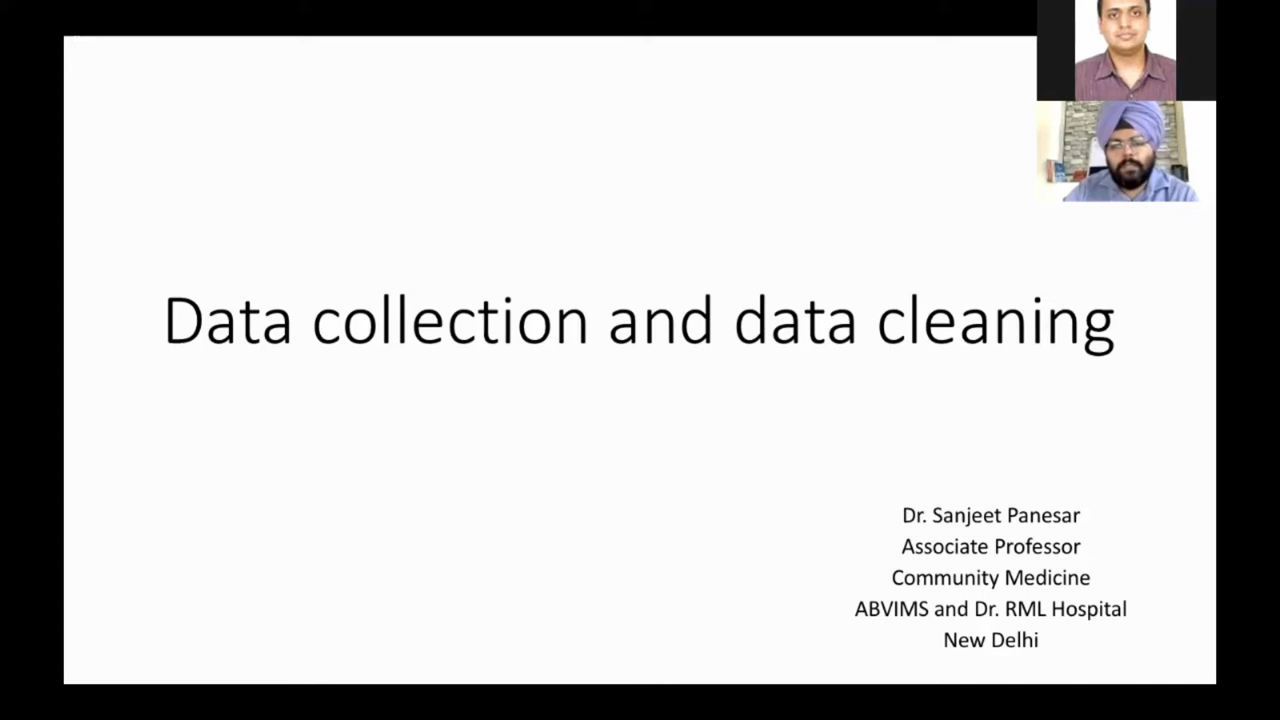 Data collection and data cleaning
Dr. Sanjeet Panesar
Associate Professor
Community Medicine
ABVIMS and Dr. RML Hospital
New Delhi